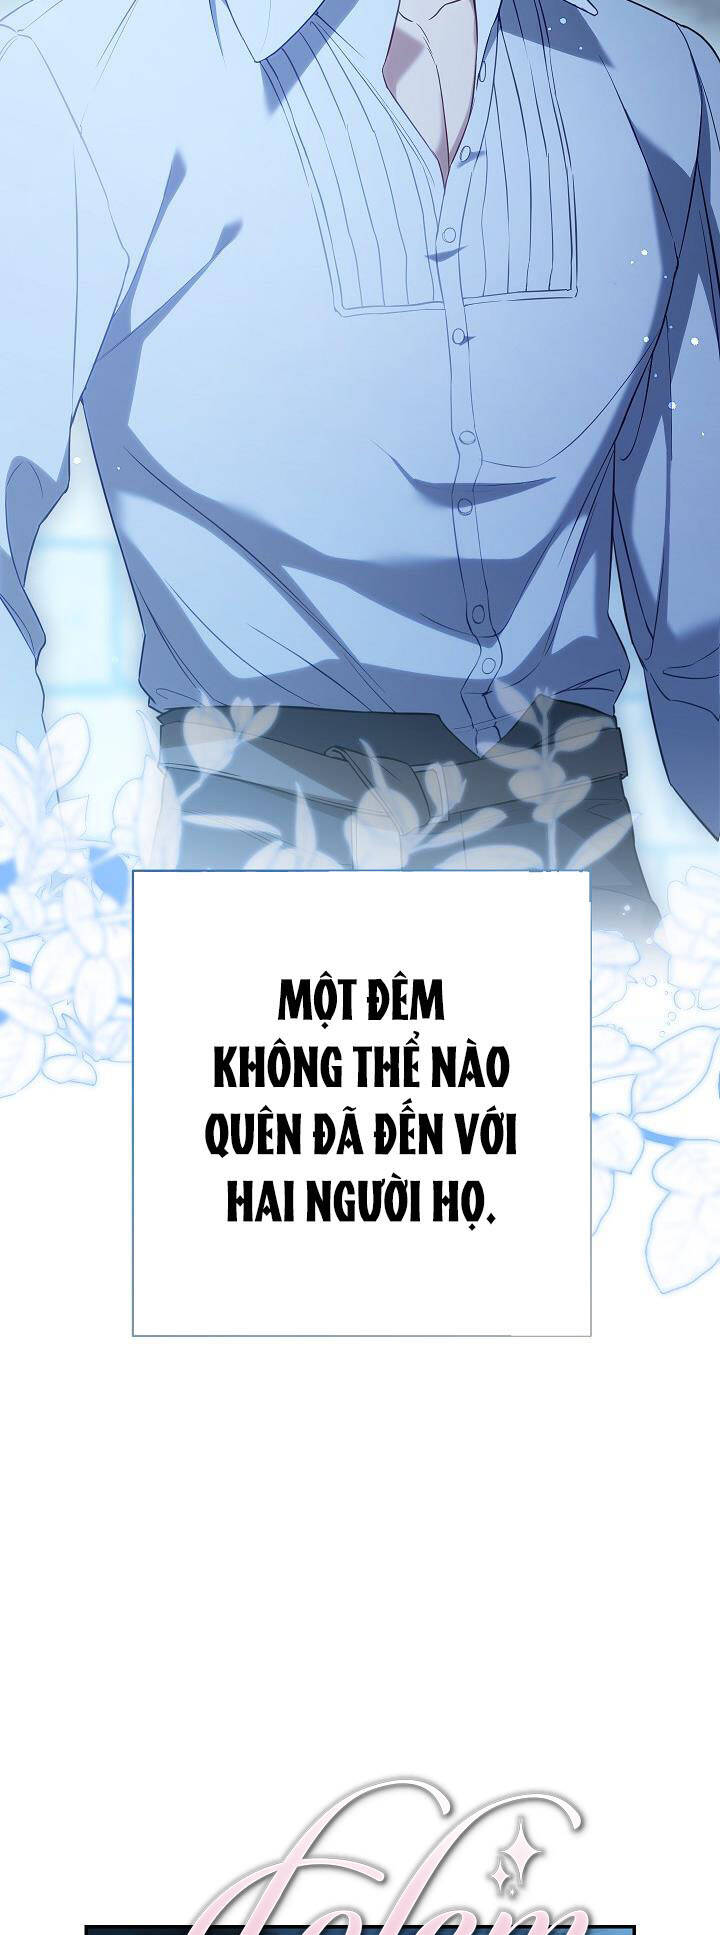 MỘT ĐÊM
KHÔNG THỂ NÀO
QUÊN ĐÃ ĐẾN VỚI
HAI NGƯỜI HỌ.